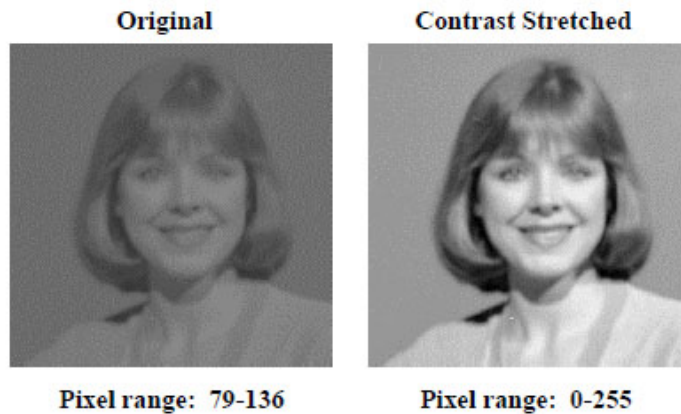 Original
Contrast Stretched
Pixel range: 79-136
Pixel range: 0-255